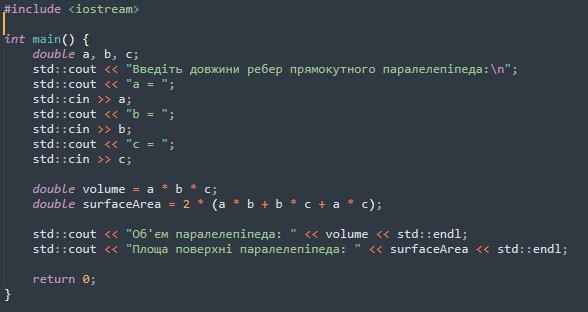 #include <iostream>
int main() {
double a, b, c;
std::cout << "Введіть довжини ребер прямокутного паралелепіпеда:\n";
std::cout << "a = ";
std::cin >> a;
std::cout << "b = ";
std::cin >> b;
std::cout << "c = ";
std::cin >> c;
double volume = a * b * c;
double surfaceArea = 2 * (a * b + b * c + a * c);
std::cout << "Об'єм паралелепіпеда: " << volume << std::endl;
std::cout << "Площа поверхні паралелепіпеда: " << surfaceArea << std::endl;
return 0;
}